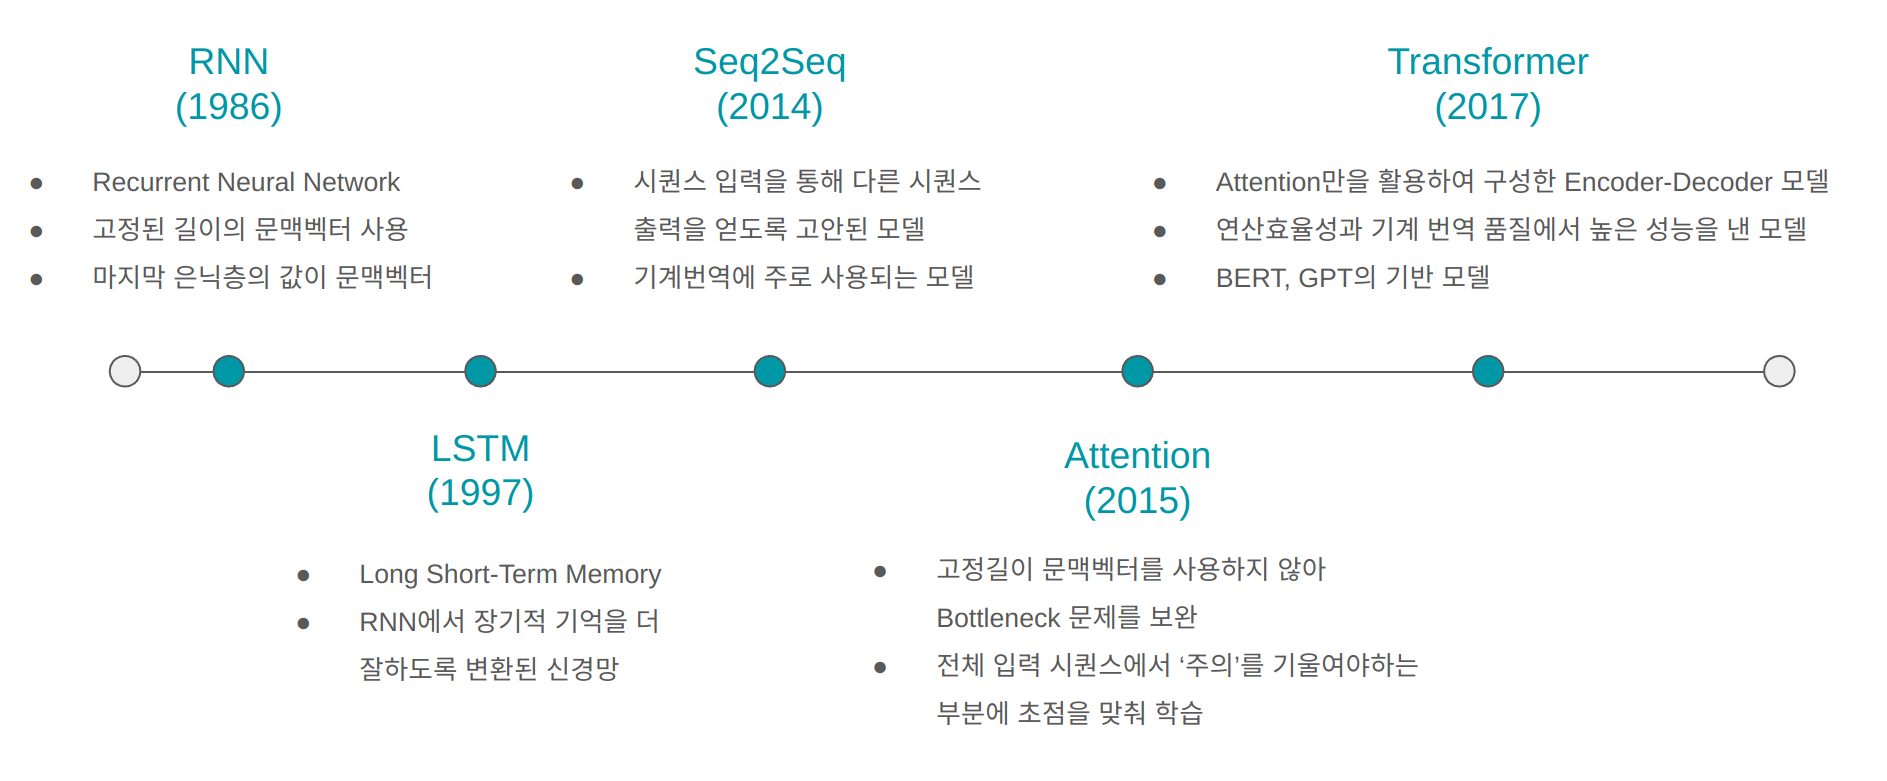 RNN
(1986)
● Recurrent Neural Network
● 고정된 길이의 문맥벡터 사용
● 마지막 은닉층의 값이 문맥벡터
Seq2Seq
(2014)
● 시퀀스 입력을 통해 다른 시퀀스
출력을 얻도록 고안된 모델
● 기계번역에 주로 사용되는 모델
Transformer
(2017)
● Attention만을 활용하여 구성한 Encoder-Decoder 모델
● 연산효율성과 기계 번역 품질에서 높은 성능을 낸 모델
● BERT, GPT의 기반 모델
LSTM
(1997)
● Long Short-Term Memory
● RNN에서 장기적 기억을 더
잘하도록 변환된 신경망
Attention
(2015)
● 고정길이 문맥벡터를 사용하지 않아
Bottleneck 문제를 보완
● 전체 입력 시퀀스에서 ‘주의’를 기울여야하는
부분에 초점을 맞춰 학습